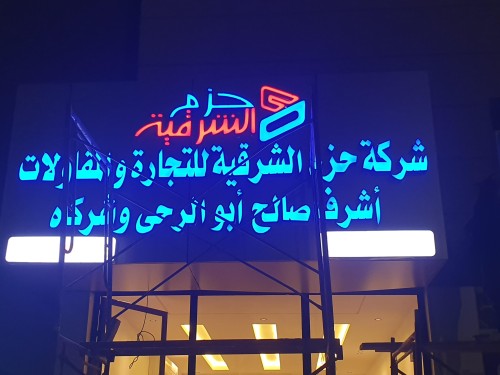 حزم
الشرقية
شركة حزم الشرقية للتجارة والمقاولات
أشرف صالح أبو الرحى وشركاه